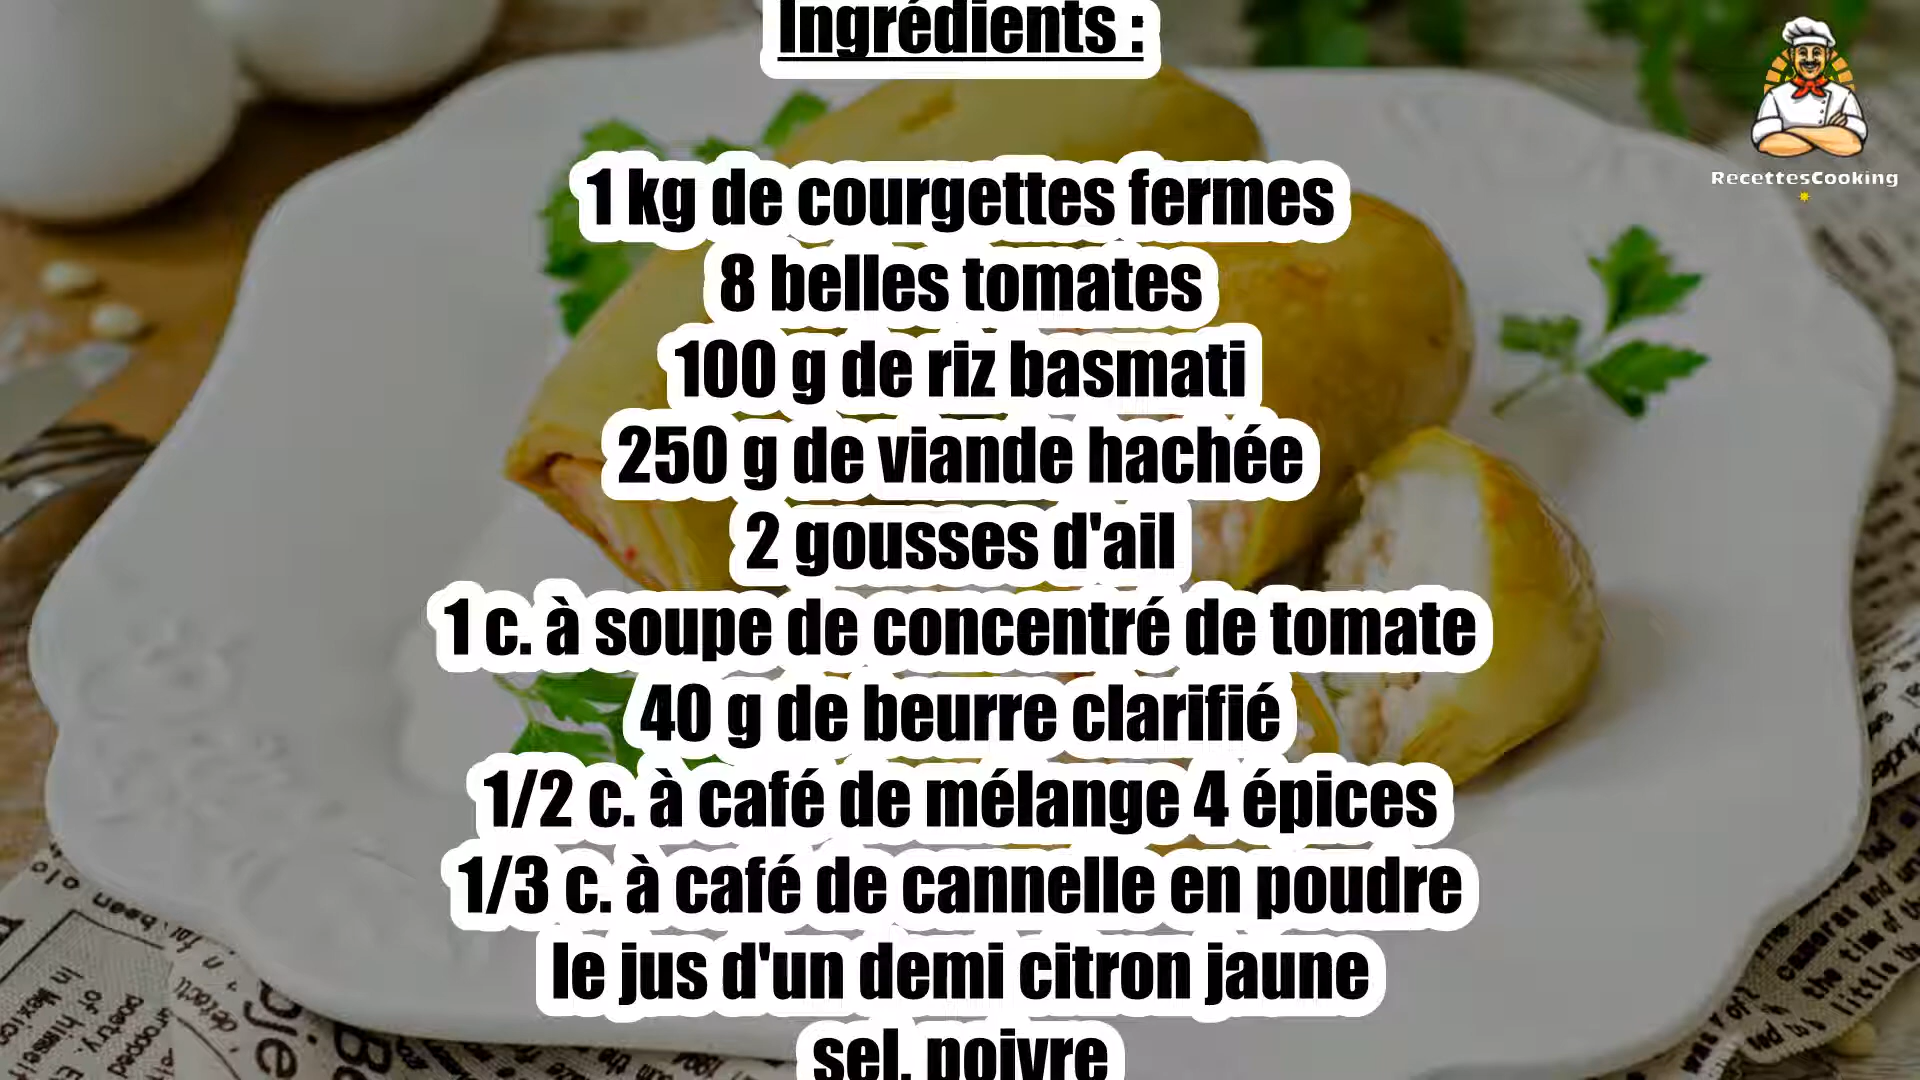 Ingrédients :
RecettesCooking
1 kg de courgettes fermes
8 belles tomates
100 g de riz basmati
250 g de viande hachée
2 gousses d'ail
1 c. à soupe de concentré de tomate
40 g de beurre clarifié
1/2 c. à café de mélange 4 épices
1/3 c. à café de cannelle en poudre
le jus d'un demi citron jaune
sel, poivre